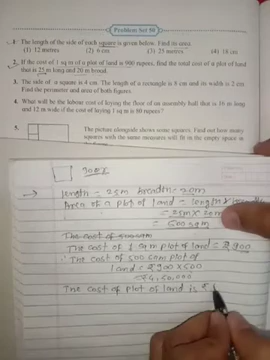 Problem Set 50
1. The length of the side of each square is given below. Find its area.
(1) 12 metres (2) 6 cm (3) 25 metres (4) 18 cm
2. If the cost of 1 sq m of a plot of land is 900 rupees, find the total cost of a plot of land
that is 25 m long and 20 m broad.
3. The side of a square is 4 cm. The length of a rectangle is 8 cm and its width is 2 cm.
Find the perimeter and area of both figures.
4. What will be the labour cost of laying the floor of an assembly hall that is 16 m long
and 12 m wide if the cost of laying 1 sq m is 80 rupees?
5. The picture alongside shows some squares. Find out how many
squares with the same measures will fit in the empty space in
→ length = 25m breadth = 20m
Area of a plot of land = length ×
= 25m × 20m
= 500 sqm
The cost of 500sqm
The cost of 1 sqm plot of land = ₹900
∴ The cost of 500 sqm plot of
land = ₹900 × 500
= ₹4,50,000
The cost of plot of land is ₹